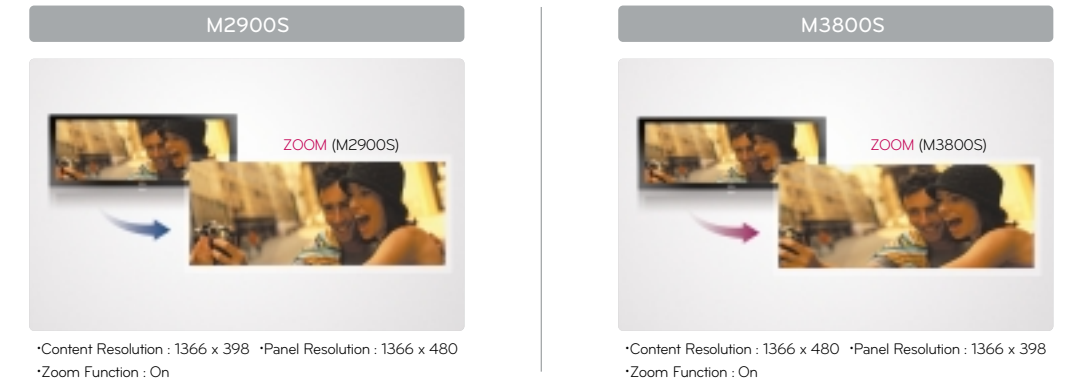 M2900S
ZOOM (M2900S)
·Content Resolution : 1366 x 398 ·Panel Resolution : 1366 x 480
·Zoom Function : On
M3800S
ZOOM (M3800S)
·Content Resolution : 1366 x 480 ·Panel Resolution : 1366 x 398
·Zoom Function : On